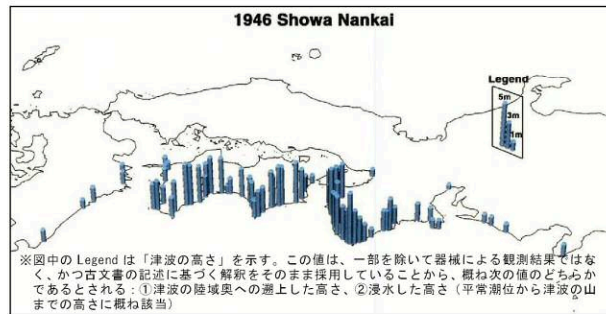 1946 Showa Nankai
Legend
5m
3m
1m
※図中の Legend は「津波の高さ」を示す。この値は、一部を除いて器械による観測結果ではな
く、かつ古文書の記述に基づく解釈をそのまま採用していることから、概ね次の値のどちらか
であるとされる：①津波の陸域奥への遡上した高さ、②浸水した高さ（平常潮位から津波の山
までの高さに概ね該当）